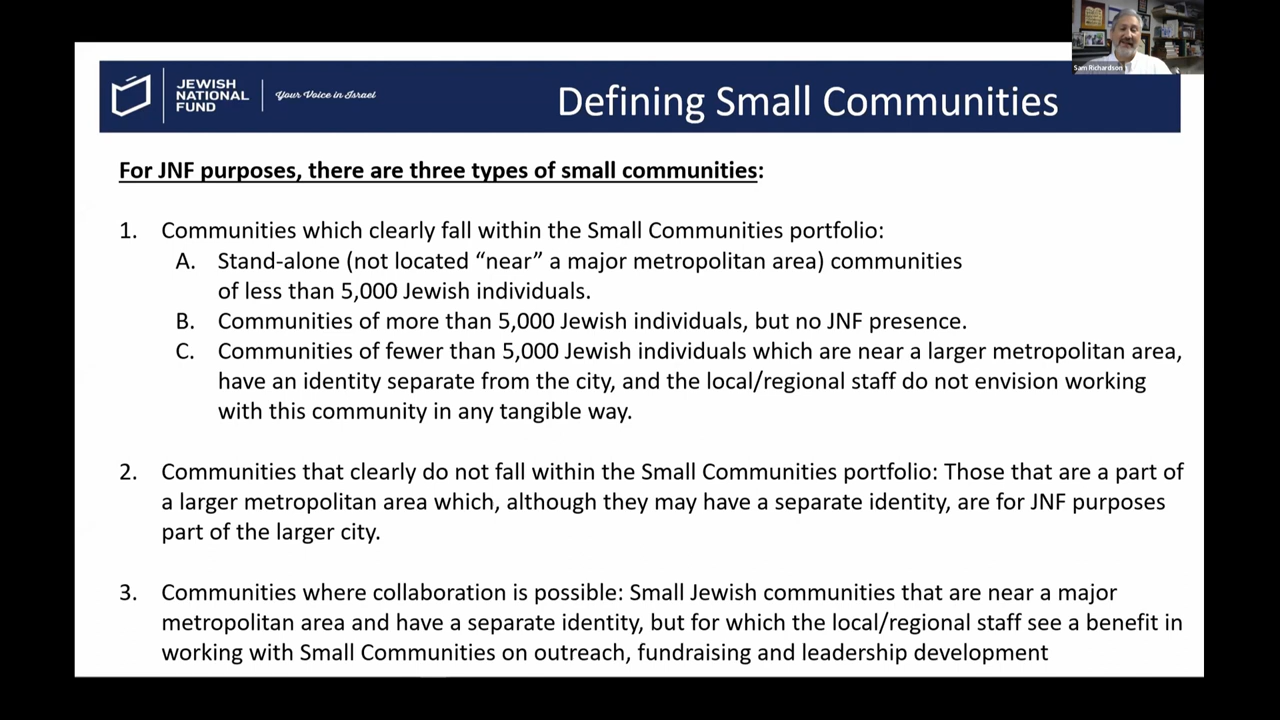 Sam Richardson
JEWISH
NATIONAL
FUND
Your Voice in Israel
Defining Small Communities
For JNF purposes, there are three types of small communities:
1. Communities which clearly fall within the Small Communities portfolio:
A. Stand-alone (not located “near” a major metropolitan area) communities
of less than 5,000 Jewish individuals.
B. Communities of more than 5,000 Jewish individuals, but no JNF presence.
C. Communities of fewer than 5,000 Jewish individuals which are near a larger metropolitan area,
have an identity separate from the city, and the local/regional staff do not envision working
with this community in any tangible way.
2. Communities that clearly do not fall within the Small Communities portfolio: Those that are a part of
a larger metropolitan area which, although they may have a separate identity, are for JNF purposes
part of the larger city.
3. Communities where collaboration is possible: Small Jewish communities that are near a major
metropolitan area and have a separate identity, but for which the local/regional staff see a benefit in
working with Small Communities on outreach, fundraising and leadership development